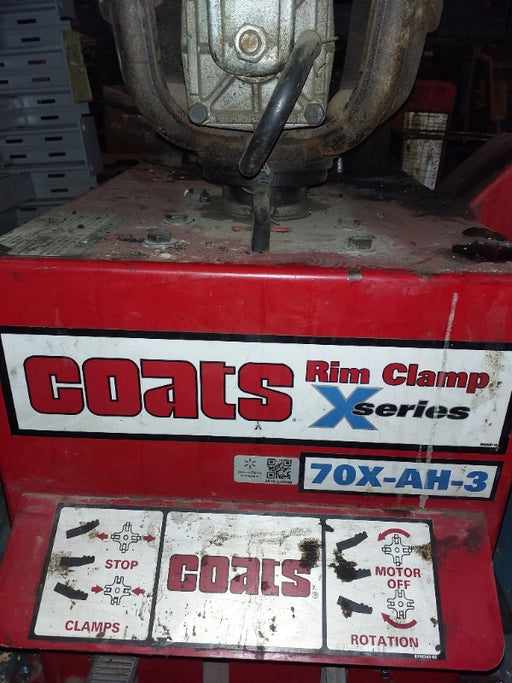 coats®
Rim Clamp
X series
70X-AH-3
STOP
CLAMPS
coats®
MOTOR
OFF
ROTATION